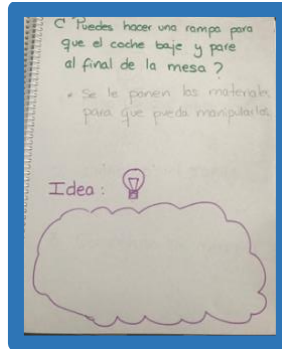 ¿Puedes hacer una rampa para
que el coche baje y pare
al final de la mesa?
• Se le ponen los materiales
para que pueda manipularlos.
Idea: